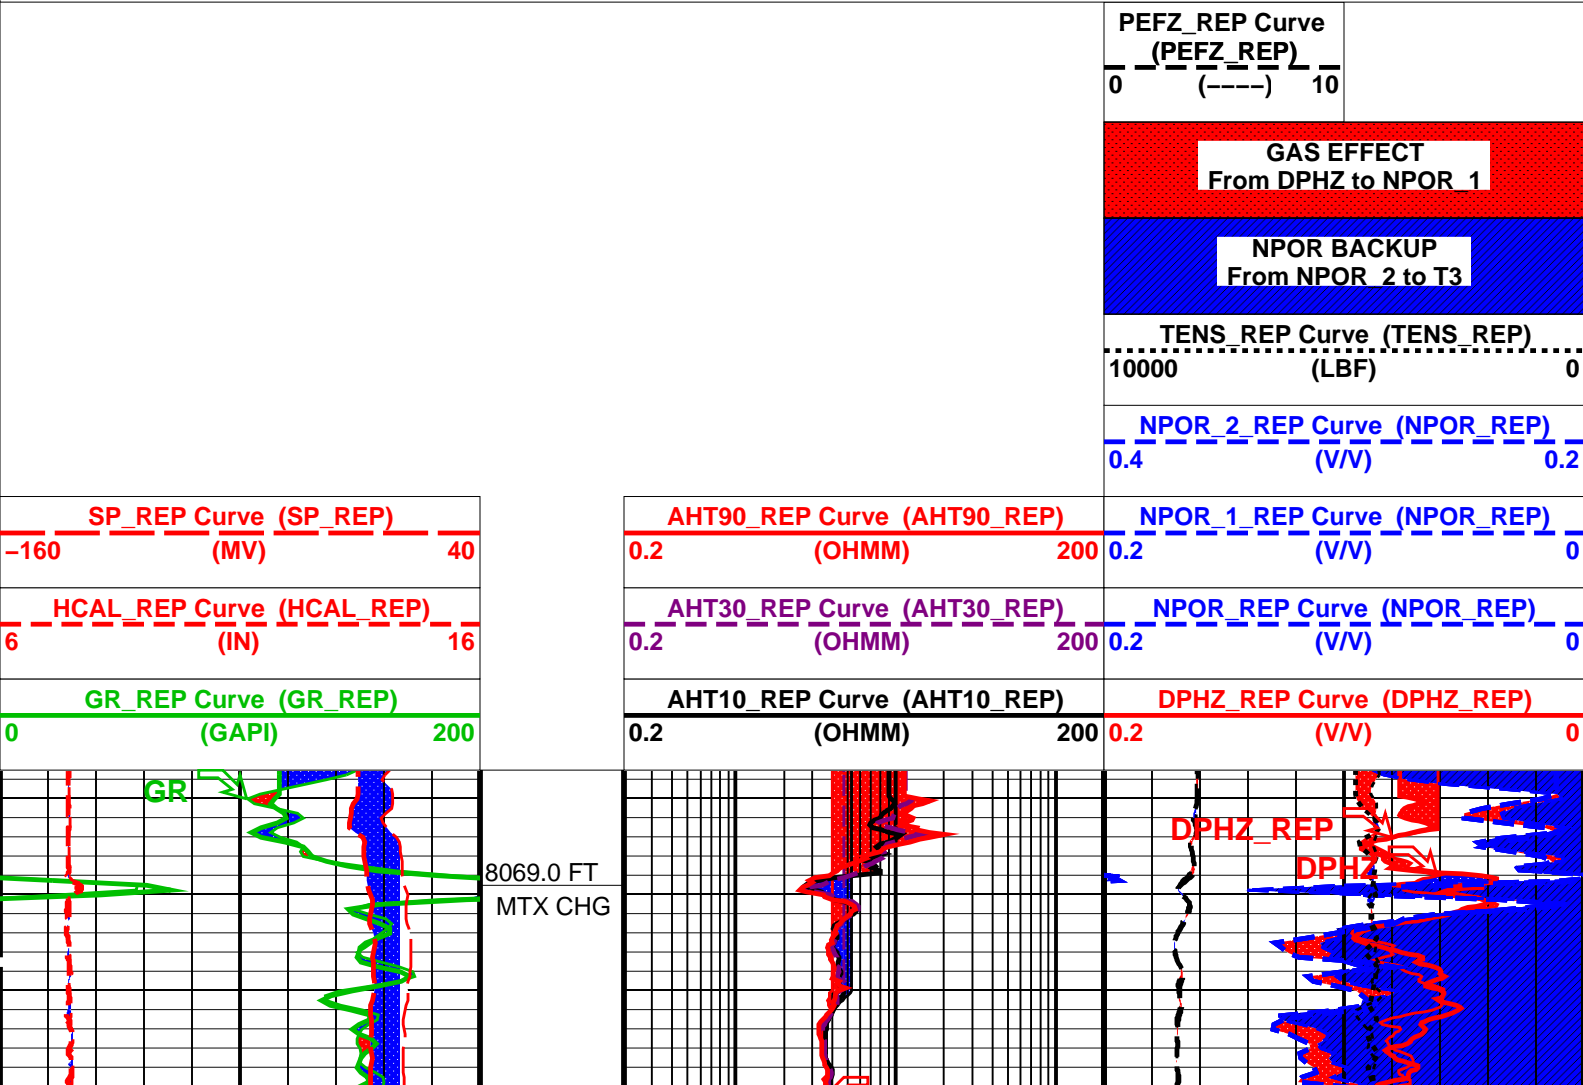 PEFZ_REP Curve
(PEFZ_REP)
0 (----) 10
GAS EFFECT
From DPHZ to NPOR_1
NPOR BACKUP
From NPOR_2 to T3
TENS_REP Curve (TENS_REP)
10000 (LBF) 0
NPOR_2_REP Curve (NPOR_REP)
0.4 (V/V) 0.2
SP_REP Curve (SP_REP)
-160 (MV) 40
AHT90_REP Curve (AHT90_REP)
0.2 (OHMM) 200
NPOR_1_REP Curve (NPOR_REP)
0.2 (V/V) 0
HCAL_REP Curve (HCAL_REP)
6 (IN) 16
AHT30_REP Curve (AHT30_REP)
0.2 (OHMM) 200
NPOR_REP Curve (NPOR_REP)
0.2 (V/V) 0
GR_REP Curve (GR_REP)
0 (GAPI) 200
AHT10_REP Curve (AHT10_REP)
0.2 (OHMM) 200
DPHZ_REP Curve (DPHZ_REP)
0.2 (V/V) 0
GR
DPHZ_REP
DPHZ
8069.0 FT
MTX CHG